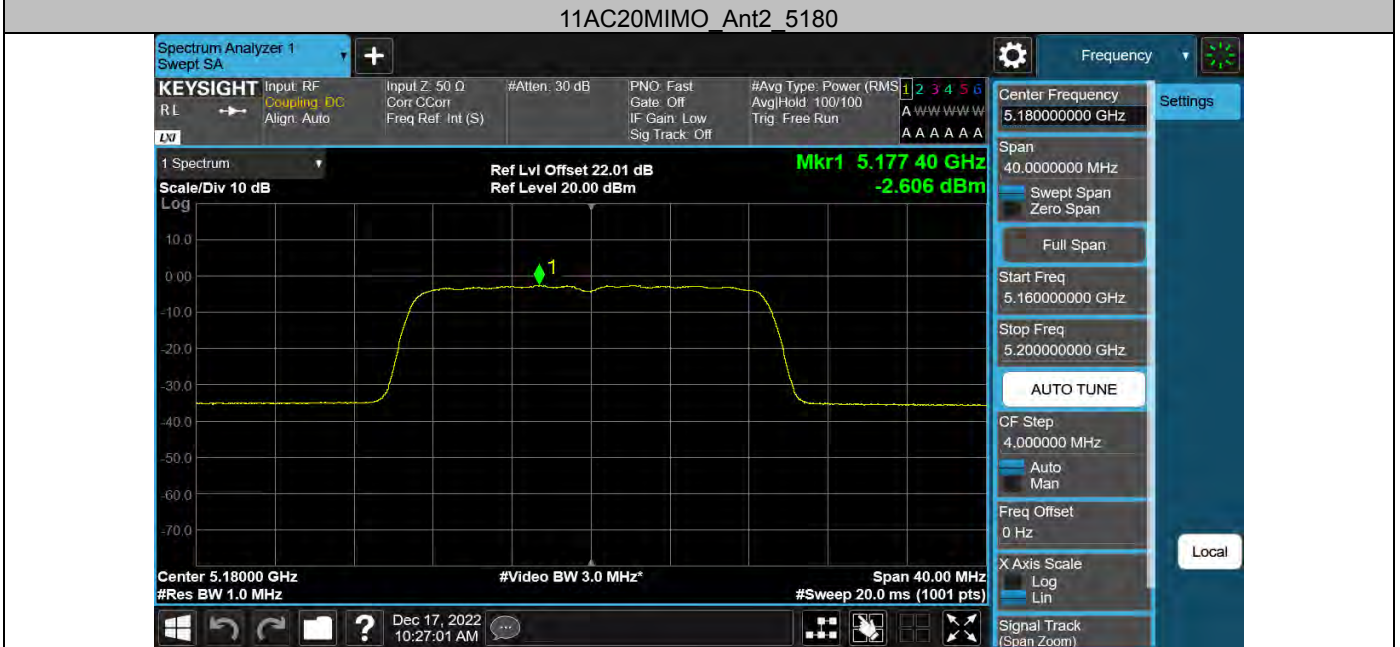 11AC20MIMO_Ant2_5180
Spectrum Analyzer 1
Swept SA
Frequency
KEYSIGHT
R L
LXI
Input: RF
Coupling: DC
Align: Auto
Input Z: 50 Ω
Corr CCorr
Freq Ref: Int (S)
#Atten: 30 dB
PNO: Fast
Gate: Off
IF Gain: Low
Sig Track: Off
#Avg Type: Power (RMS
Avg|Hold: 100/100
Trig: Free Run
1 2 3 4 5 6
A W W W W W
A A A A A A
1 Spectrum
Scale/Div 10 dB
Log
Ref Lvl Offset 22.01 dB
Ref Level 20.00 dBm
Mkr1 5.177 40 GHz
-2.606 dBm
10.0
0.00
-10.0
-20.0
-30.0
-40.0
-50.0
-60.0
-70.0
1
Center 5.18000 GHz
#Res BW 1.0 MHz
#Video BW 3.0 MHz*
Span 40.00 MHz
#Sweep 20.0 ms (1001 pts)
Dec 17, 2022
10:27:01 AM
Center Frequency
5.180000000 GHz
Span
40.0000000 MHz
Swept Span
Zero Span
Full Span
Start Freq
5.160000000 GHz
Stop Freq
5.200000000 GHz
AUTO TUNE
CF Step
4.000000 MHz
Auto
Man
Freq Offset
0 Hz
X Axis Scale
Log
Lin
Signal Track
(Span Zoom)
Settings
Local